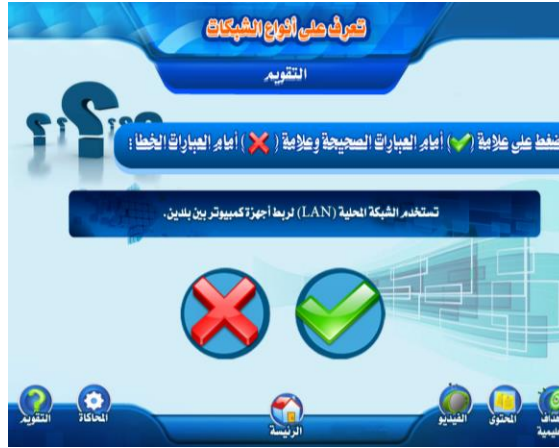 تعرف على أنواع الشبكات
التقويم
ضغط على علامة (✓) أمام العبارات الصحيحة وعلامة (✗) أمام العبارات الخطأ :
تستخدم الشبكة المحلية (LAN) لربط أجهزة كمبيوتر بين بلدين.
المحتوى
الفيديو
الرئيسة
المحاكاة
التقويم